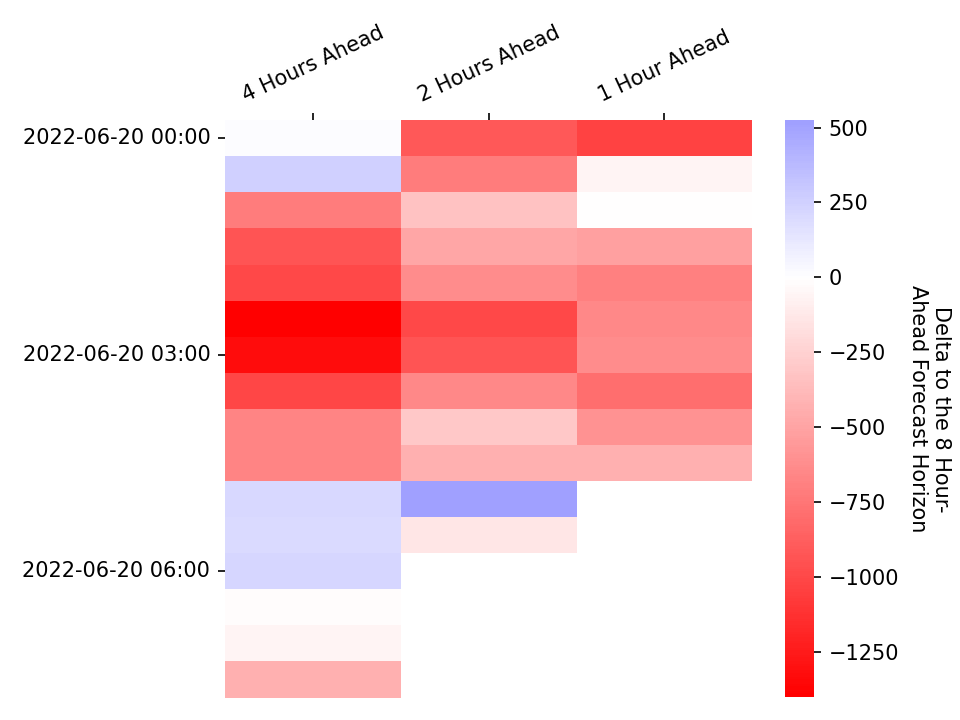 4 Hours Ahead
2 Hours Ahead
1 Hour Ahead
2022-06-20 00:00
2022-06-20 03:00
2022-06-20 06:00
500
250
0
−250
−500
−750
−1000
−1250
Delta to the 8 Hour-
Ahead Forecast Horizon